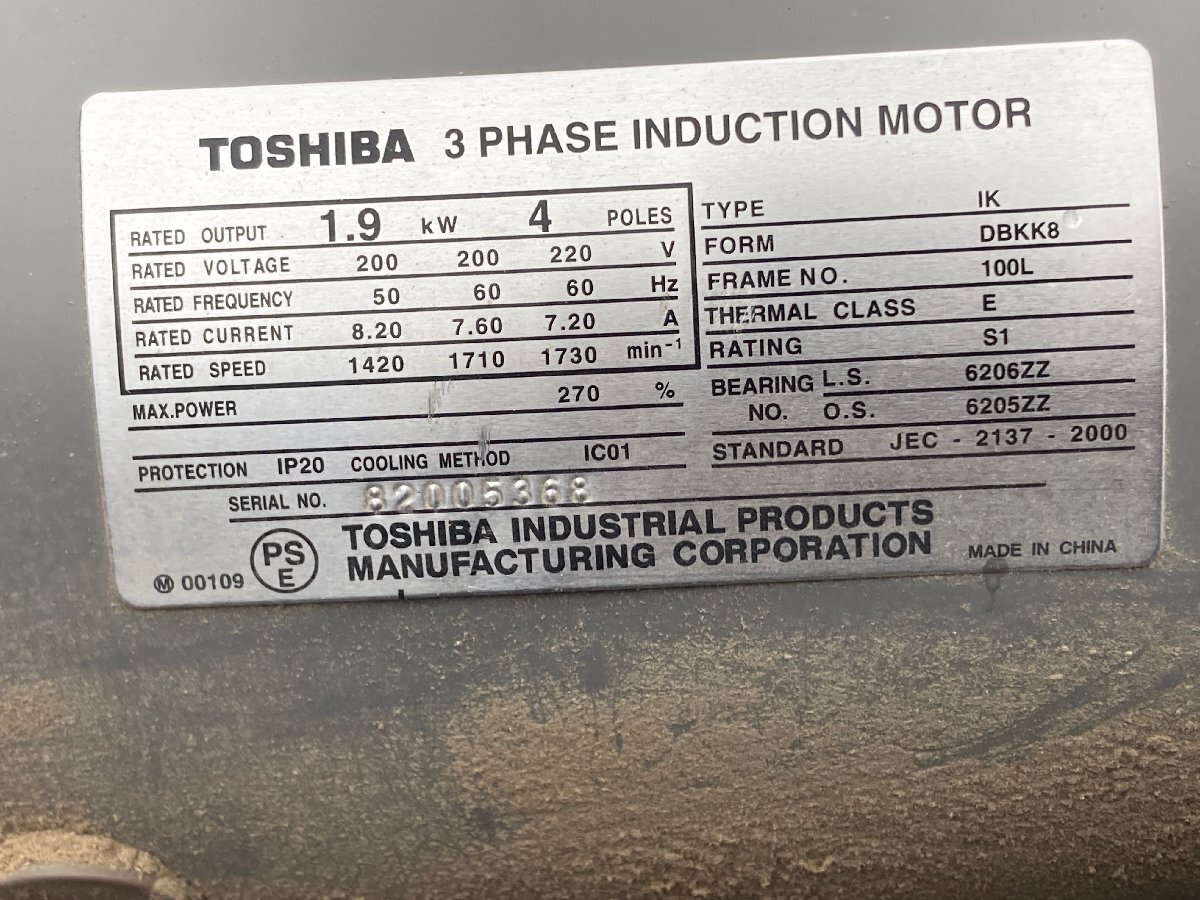 TOSHIBA 3 PHASE INDUCTION MOTOR
RATED OUTPUT 1.9 kW 4 POLES
RATED VOLTAGE 200 200 220 V
RATED FREQUENCY 50 60 60 Hz
RATED CURRENT 8.20 7.60 7.20 A
RATED SPEED 1420 1710 1730 min-1
MAX.POWER 270 %
PROTECTION IP20 COOLING METHOD IC01
TYPE IK
FORM DBKK8
FRAME NO. 100L
THERMAL CLASS E
RATING S1
BEARING L.S. 6206ZZ
NO. O.S. 6205ZZ
STANDARD JEC - 2137 - 2000
SERIAL NO. 82005368
PS
E
TOSHIBA INDUSTRIAL PRODUCTS
MANUFACTURING CORPORATION
Ⓜ 00109
MADE IN CHINA